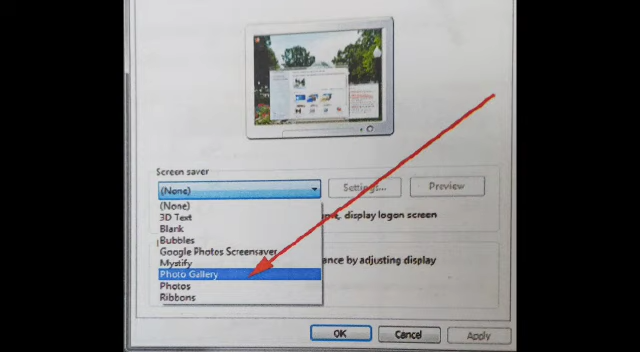 Screen saver
(None)
Settings... Preview
(None)
3D Text
Blank
, display logon screen
Bubbles
Google Photos Screensaver
Mystify
ance by adjusting display
Photo Gallery
Photos
Ribbons
OK Cancel Apply